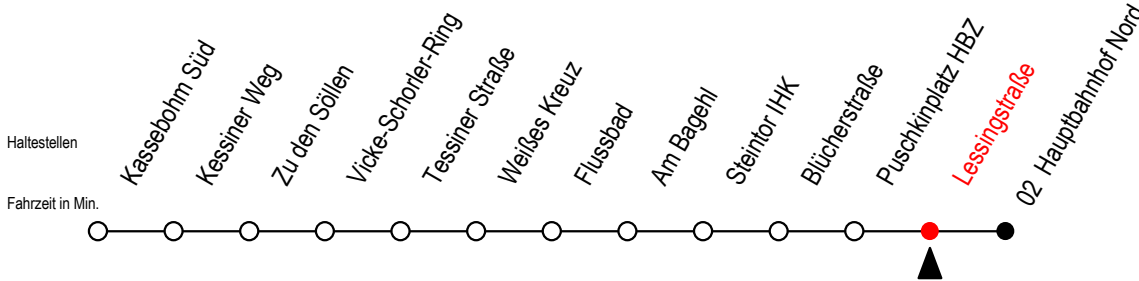 Haltestellen
Fahrzeit in Min.
Kassebohm Süd
Kessiner Weg
Zu den Söllen
Vicke-Schorler-Ring
Tessiner Straße
Weißes Kreuz
Flussbad
Am Bagehl
Steintor IHK
Blücherstraße
Puschkinplatz HBZ
Lessingstraße
02 Hauptbahnhof Nord